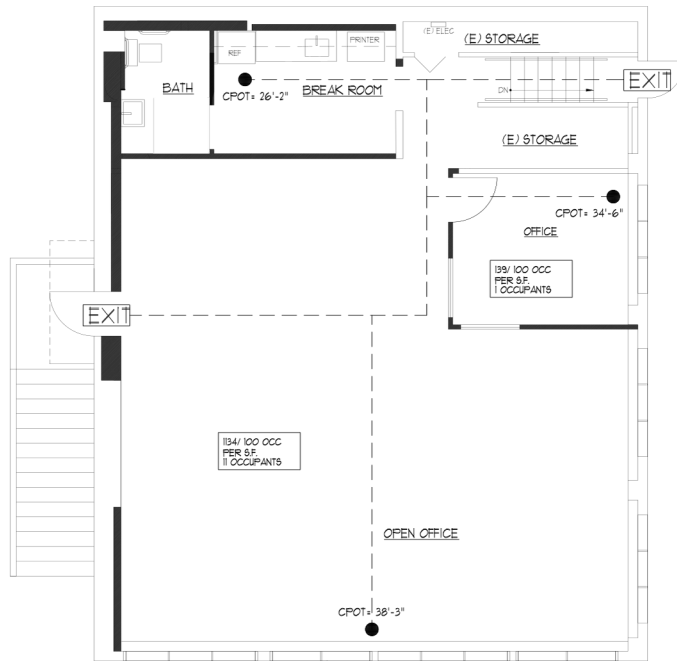 (E) ELEC
(E) STORAGE
PRINTER
REF
EXIT
BATH
BREAK ROOM
CPOT= 26'-2"
DN
(E) STORAGE
CPOT= 34'-6"
OFFICE
139/ 100 OCC
PER S.F.
1 OCCUPANTS
EXIT
1134/ 100 OCC
PER S.F.
11 OCCUPANTS
OPEN OFFICE
CPOT= 38'-3"